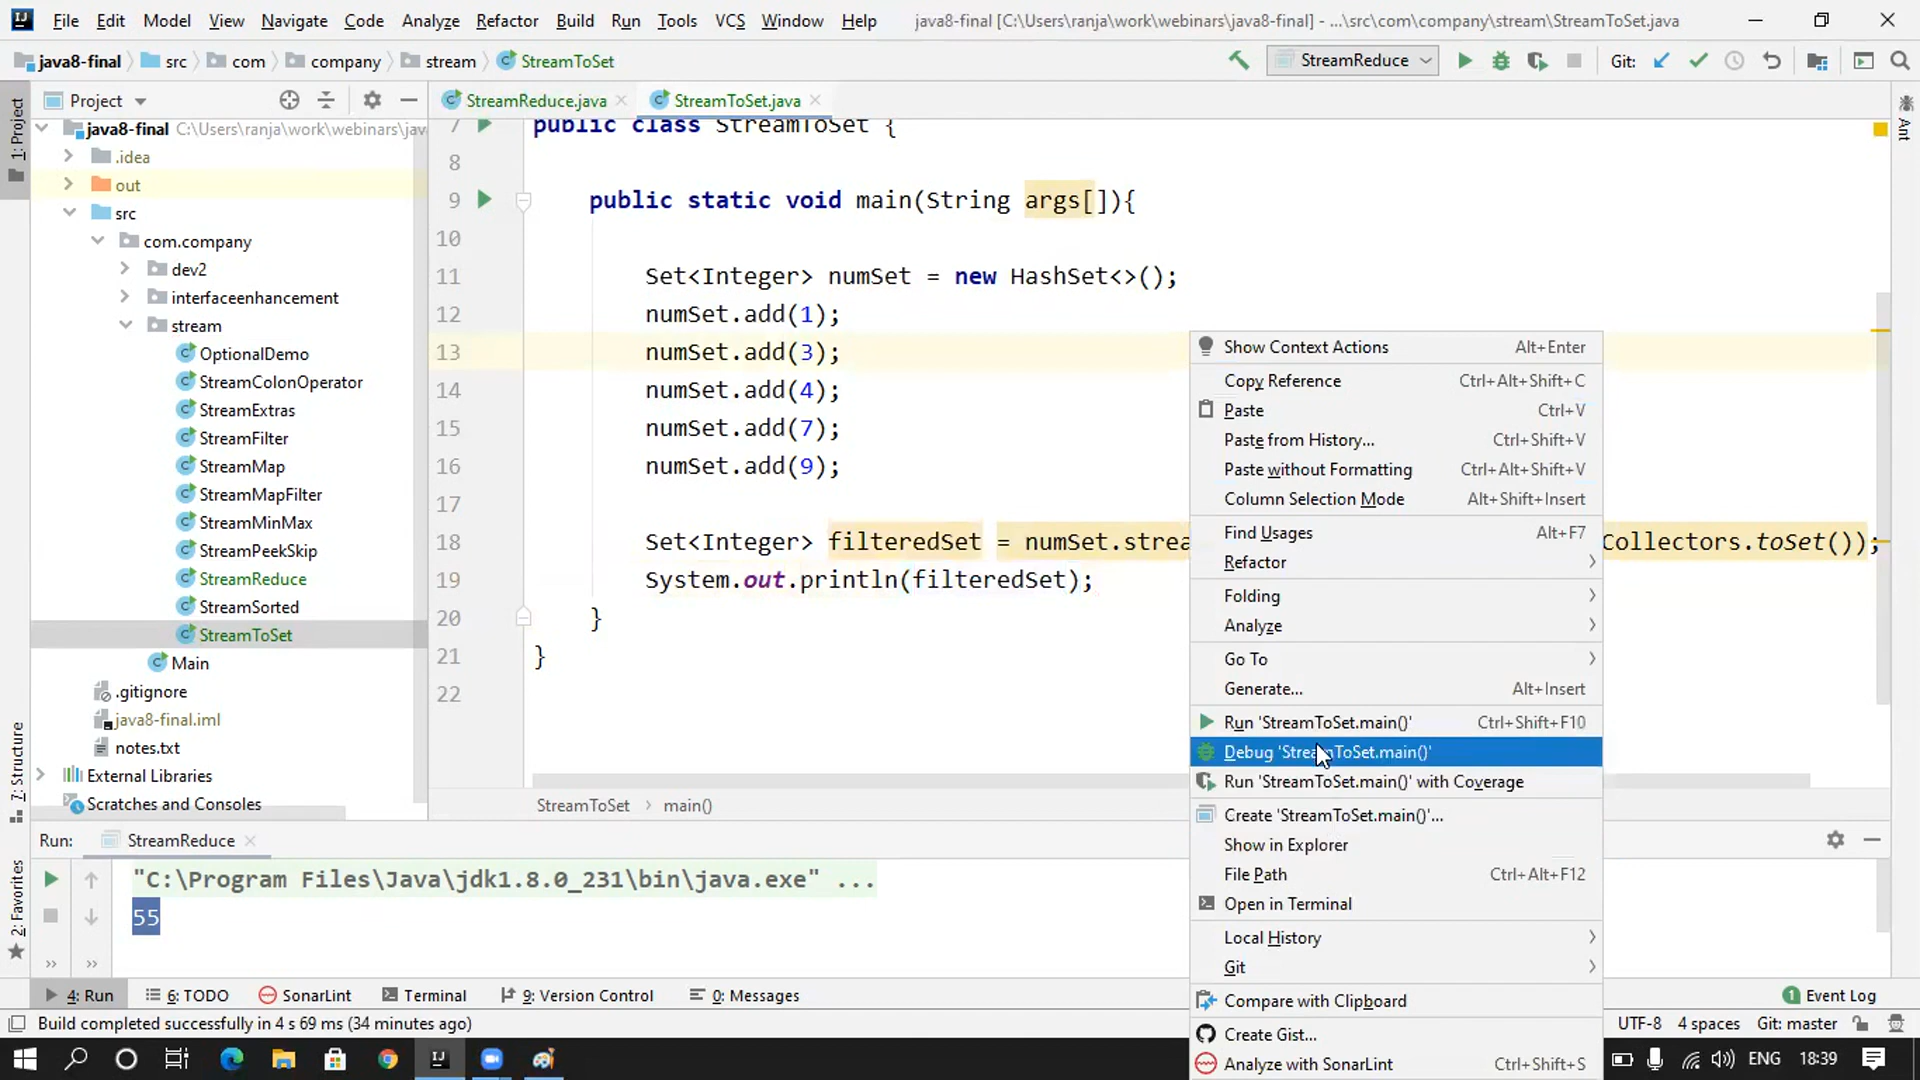 File Edit Model View Navigate Code Analyze Refactor Build Run Tools VCS Window Help java8-final [C:\Users\ranja\work\webinars\java8-final] - ...\src\com\company\stream\StreamToSet.java
java8-final src com company stream StreamToSet StreamReduce Git:
1: Project
7: Structure
2: Favorites
Ant
Project
java8-final C:\Users\ranja\work\webinars\jav
.idea
out
src
com.company
dev2
interfaceenhancement
stream
OptionalDemo
StreamColonOperator
StreamExtras
StreamFilter
StreamMap
StreamMapFilter
StreamMinMax
StreamPeekSkip
StreamReduce
StreamSorted
StreamToSet
Main
.gitignore
java8-final.iml
notes.txt
External Libraries
Scratches and Consoles
StreamReduce.java StreamToSet.java
7 public class StreamToSet {
8
9 public static void main(String args[]){
10
11 Set<Integer> numSet = new HashSet<>();
12 numSet.add(1);
13 numSet.add(3);
14 numSet.add(4);
15 numSet.add(7);
16 numSet.add(9);
17
18 Set<Integer> filteredSet = numSet.strea Collectors.toSet());
19 System.out.println(filteredSet);
20 }
21 }
22
StreamToSet main()
Show Context Actions Alt+Enter
Copy Reference Ctrl+Alt+Shift+C
Paste Ctrl+V
Paste from History... Ctrl+Shift+V
Paste without Formatting Ctrl+Alt+Shift+V
Column Selection Mode Alt+Shift+Insert
Find Usages Alt+F7
Refactor
Folding
Analyze
Go To
Generate... Alt+Insert
Run 'StreamToSet.main()' Ctrl+Shift+F10
Debug 'StreamToSet.main()'
Run 'StreamToSet.main()' with Coverage
Create 'StreamToSet.main()'...
Show in Explorer
File Path Ctrl+Alt+F12
Open in Terminal
Local History
Git
Compare with Clipboard
Create Gist...
Analyze with SonarLint Ctrl+Shift+S
Run: StreamReduce
"C:\Program Files\Java\jdk1.8.0_231\bin\java.exe" ...
55
4: Run 6: TODO SonarLint Terminal 9: Version Control 0: Messages 1 Event Log
Build completed successfully in 4 s 69 ms (34 minutes ago) UTF-8 4 spaces Git: master
ENG 18:39